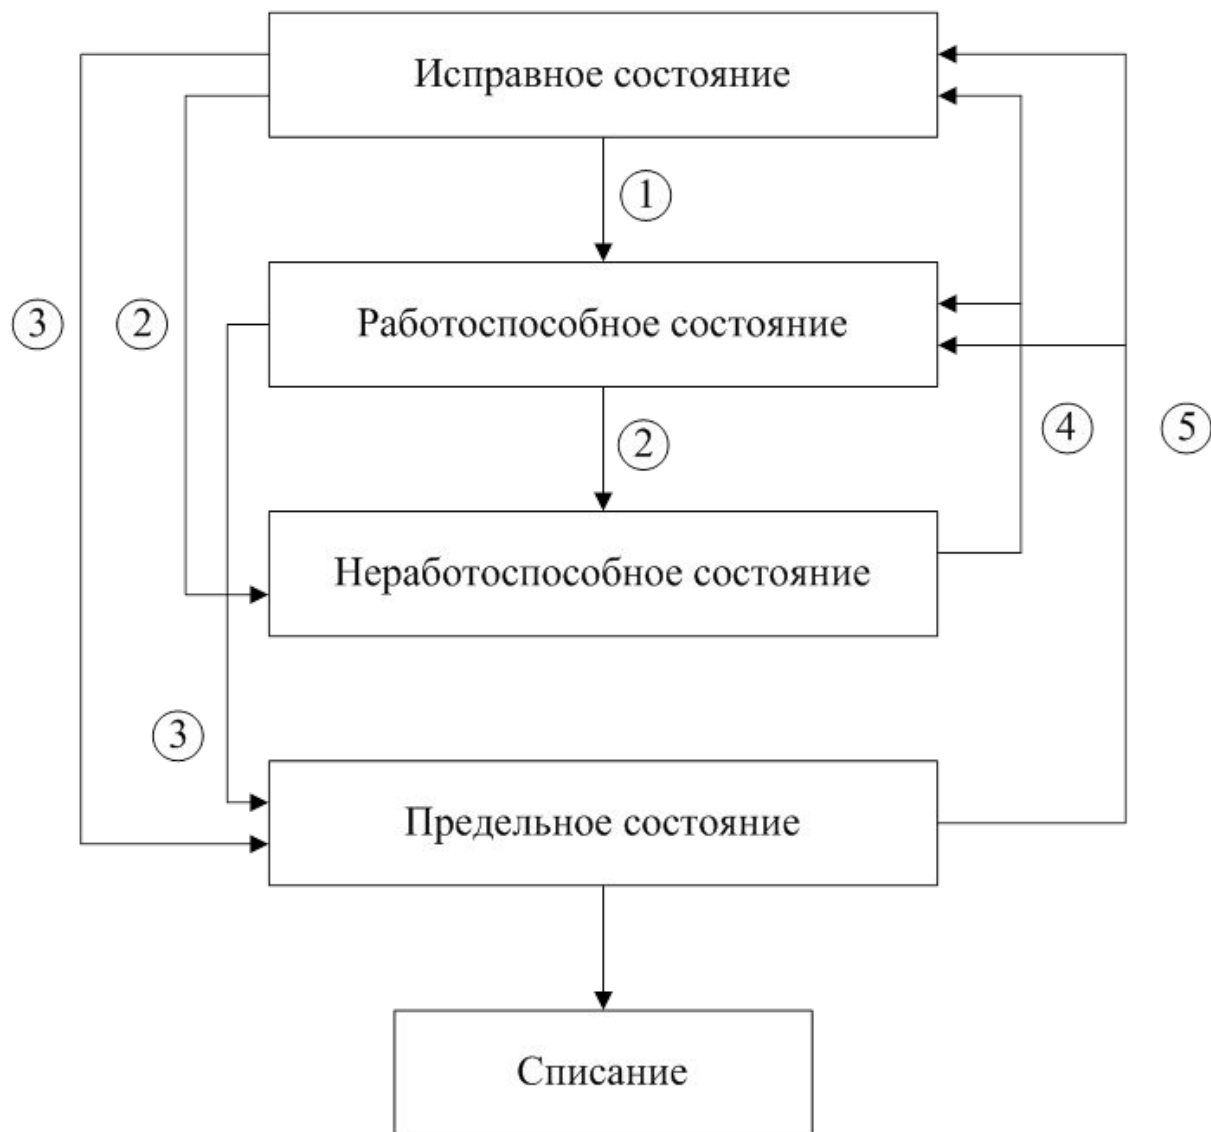 Исправное состояние
1
Работоспособное состояние
3
2
2
4
5
Неработоспособное состояние
3
Предельное состояние
Списание